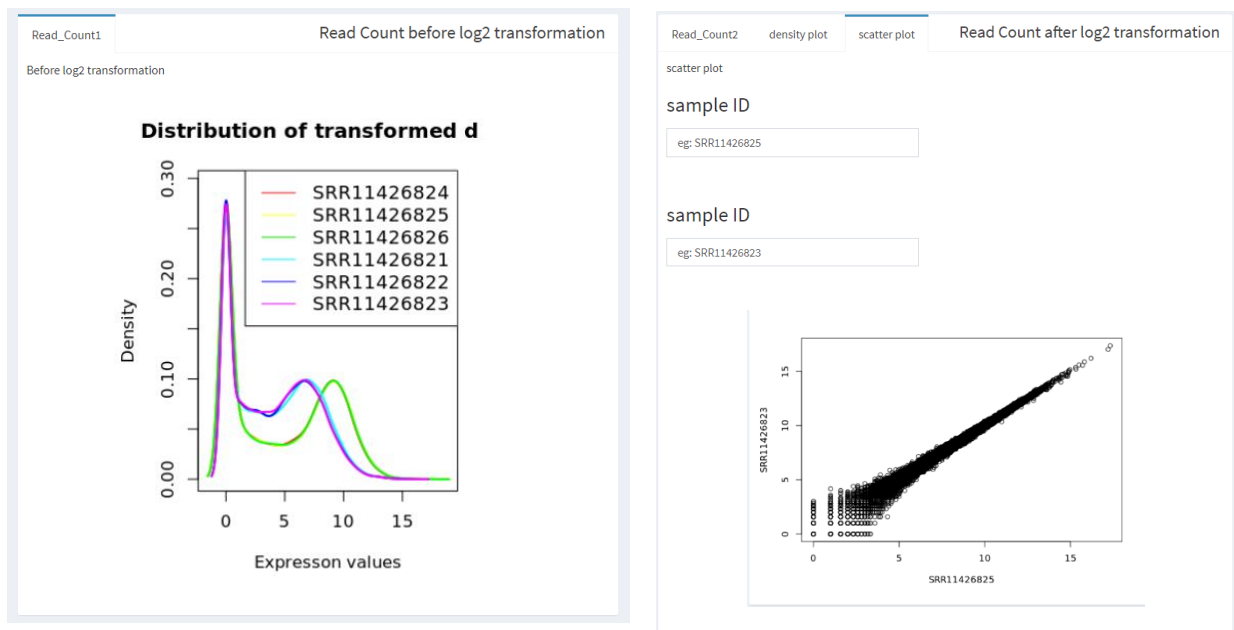 Read_Count1
Read Count before log2 transformation
Before log2 transformation
Distribution of transformed d
0.30
0.20
0.10
0.00
Density
SRR11426824
SRR11426825
SRR11426826
SRR11426821
SRR11426822
SRR11426823
0 5 10 15
Expresson values
Read_Count2 density plot scatter plot
Read Count after log2 transformation
scatter plot
sample ID
eg: SRR11426825
sample ID
eg: SRR11426823
15
10
5
0
SRR11426823
0 5 10 15
SRR11426825